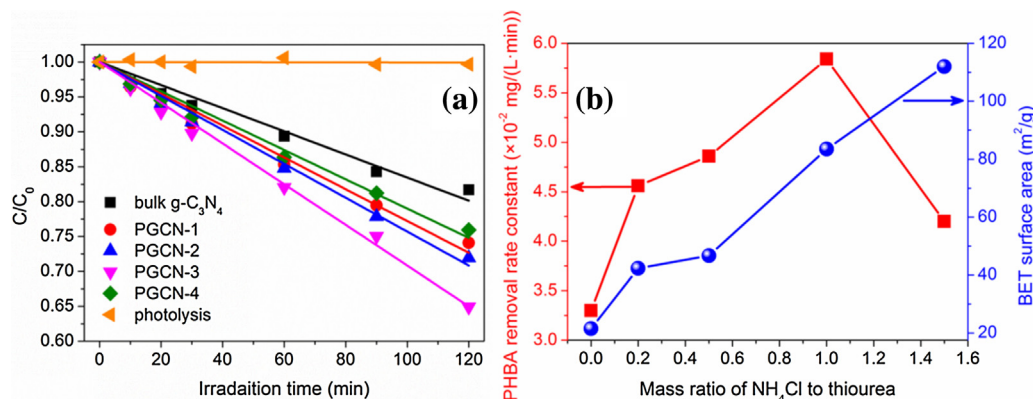 1.00
0.95
0.90
0.85
0.80
0.75
0.70
0.65
0.60
C/C₀
(a)
bulk g-C₃N₄
PGCN-1
PGCN-2
PGCN-3
PGCN-4
photolysis
0 20 40 60 80 100 120
Irradaition time (min)
PHBA removal rate constant (×10⁻² mg/(L·min))
6.0
5.5
5.0
4.5
4.0
3.5
3.0
(b)
120
100
80
60
40
20
BET surface area (m²/g)
0.0 0.2 0.4 0.6 0.8 1.0 1.2 1.4 1.6
Mass ratio of NH₄Cl to thiourea